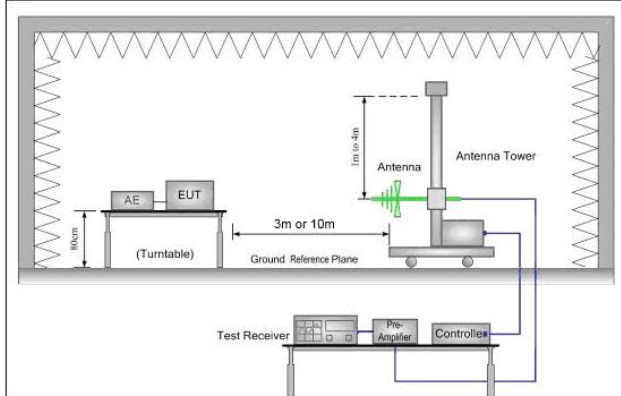 1m to 4m
Antenna
Antenna Tower
AE
EUT
80cm
3m or 10m
(Turntable)
Ground Reference Plane
Test Receiver
Pre-
Amplifier
Controller